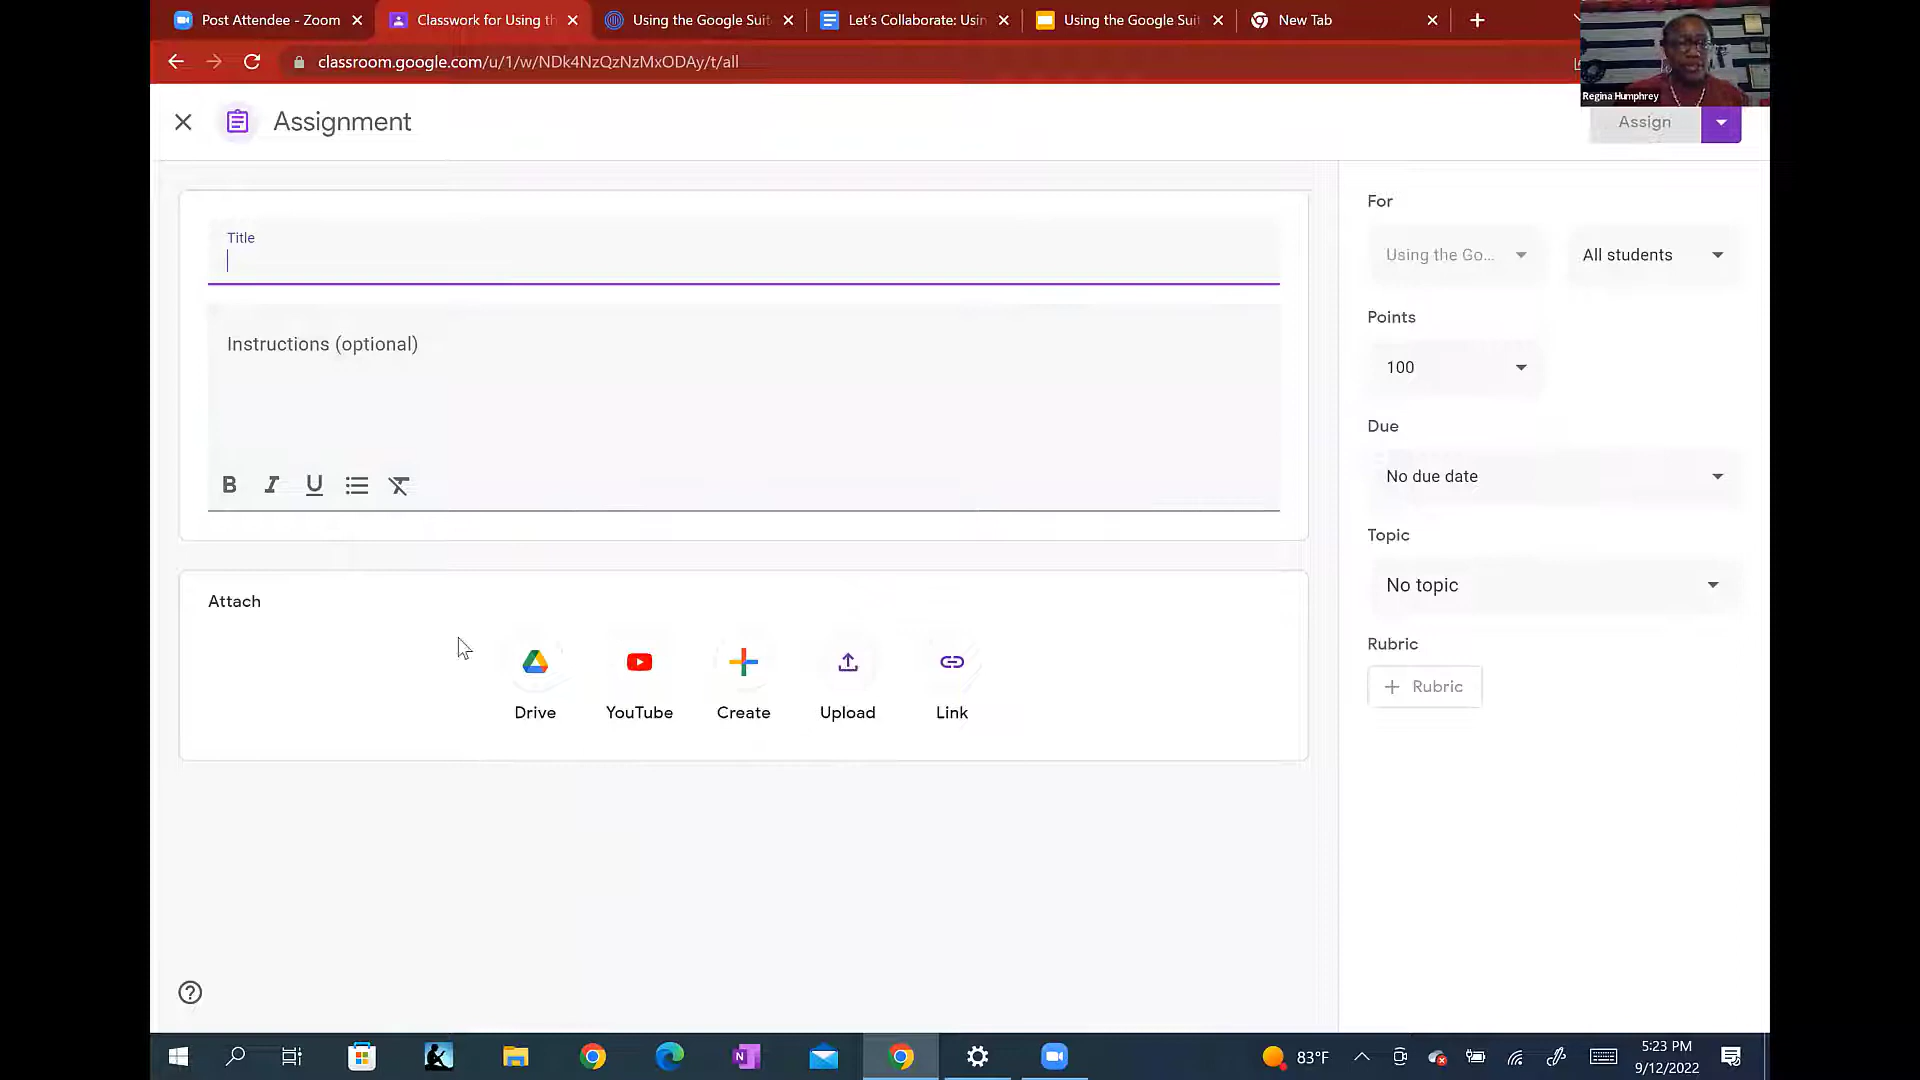 Post Attendee - Zoom
Classwork for Using th
Using the Google Suit
Let's Collaborate: Usin
Using the Google Suit
New Tab
classroom.google.com/u/1/w/NDk4NzQzNzMxODAy/t/all
Regina Humphrey
Assignment
Assign
Title
Instructions (optional)
B I U
Attach
Drive
YouTube
Create
Upload
Link
For
Using the Go...
All students
Points
100
Due
No due date
Topic
No topic
Rubric
+ Rubric
83°F
5:23 PM
9/12/2022